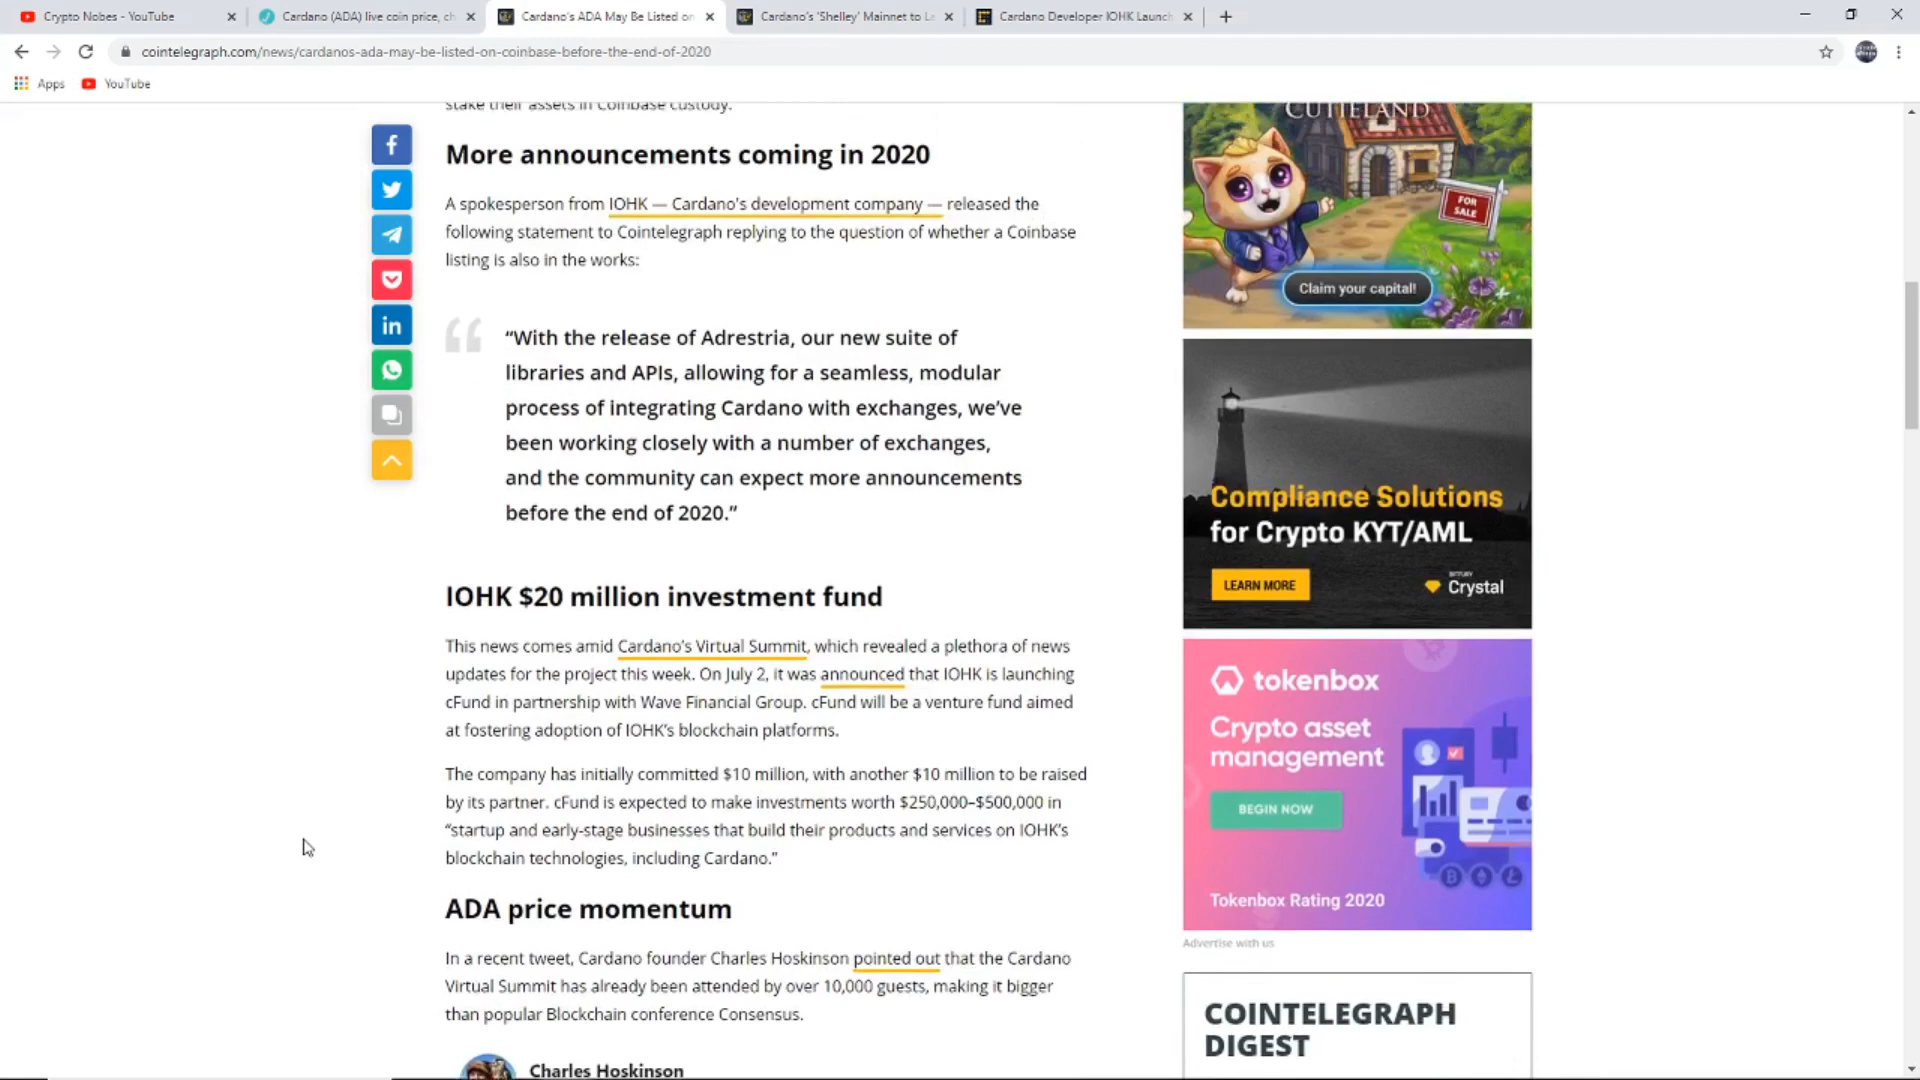 Crypto Nobes - YouTube
Cardano (ADA) live coin price, ch
Cardano's ADA May Be Listed on
Cardano's 'Shelley' Mainnet to La
Cardano Developer IOHK Launch
cointelegraph.com/news/cardanos-ada-may-be-listed-on-coinbase-before-the-end-of-2020
Apps
YouTube
stake their assets in Coinbase custody.
More announcements coming in 2020
A spokesperson from IOHK — Cardano's development company — released the
following statement to Cointelegraph replying to the question of whether a Coinbase
listing is also in the works:
“With the release of Adrestria, our new suite of
libraries and APIs, allowing for a seamless, modular
process of integrating Cardano with exchanges, we’ve
been working closely with a number of exchanges,
and the community can expect more announcements
before the end of 2020.”
IOHK $20 million investment fund
This news comes amid Cardano’s Virtual Summit, which revealed a plethora of news
updates for the project this week. On July 2, it was announced that IOHK is launching
cFund in partnership with Wave Financial Group. cFund will be a venture fund aimed
at fostering adoption of IOHK’s blockchain platforms.
The company has initially committed $10 million, with another $10 million to be raised
by its partner. cFund is expected to make investments worth $250,000–$500,000 in
“startup and early-stage businesses that build their products and services on IOHK’s
blockchain technologies, including Cardano.”
ADA price momentum
In a recent tweet, Cardano founder Charles Hoskinson pointed out that the Cardano
Virtual Summit has already been attended by over 10,000 guests, making it bigger
than popular Blockchain conference Consensus.
Charles Hoskinson
CUTIELAND
FOR
SALE
Claim your capital!
Compliance Solutions
for Crypto KYT/AML
LEARN MORE
BITFURY
Crystal
tokenbox
Crypto asset
management
BEGIN NOW
Tokenbox Rating 2020
Advertise with us
COINTELEGRAPH
DIGEST